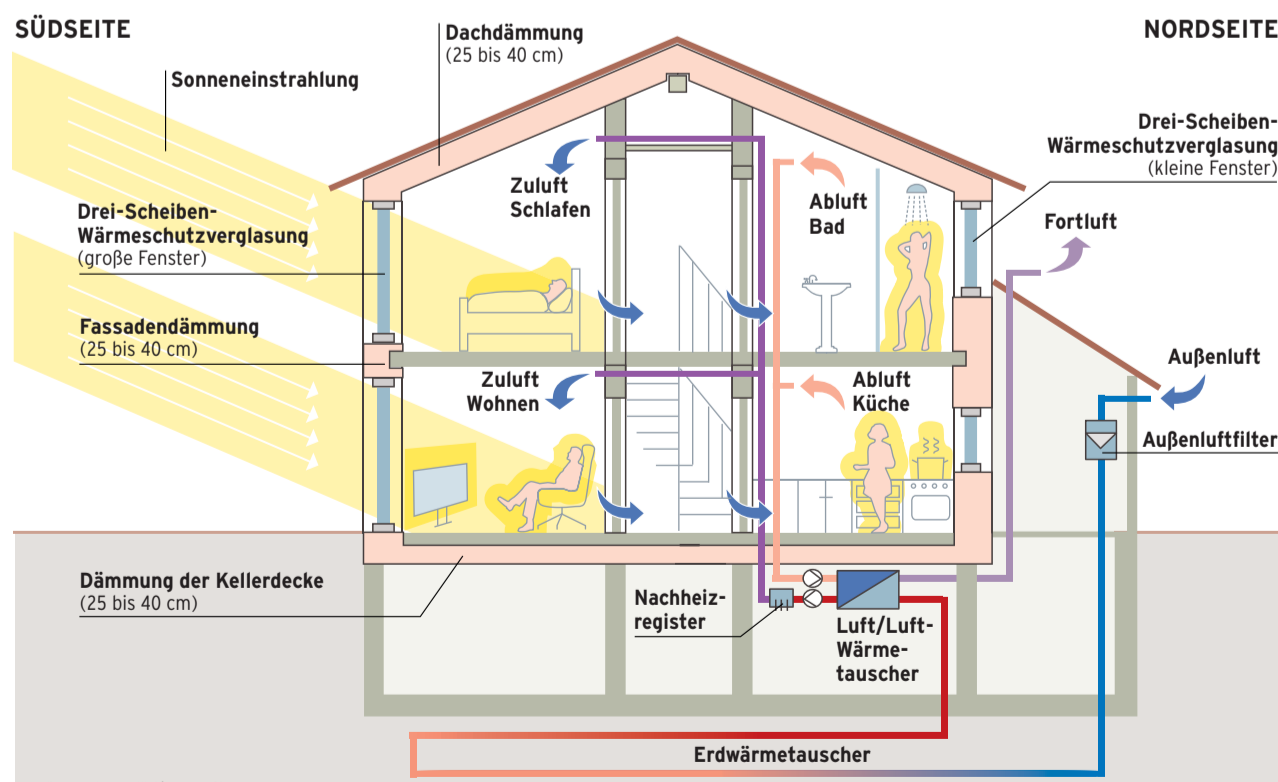 SÜDSEITE
NORDSEITE
Dachdämmung
(25 bis 40 cm)
Sonneneinstrahlung
Drei-Scheiben-
Wärmeschutzverglasung
(kleine Fenster)
Zuluft
Schlafen
Abluft
Bad
Fortluft
Drei-Scheiben-
Wärmeschutzverglasung
(große Fenster)
Fassadendämmung
(25 bis 40 cm)
Zuluft
Wohnen
Abluft
Küche
Außenluft
Außenluftfilter
Dämmung der Kellerdecke
(25 bis 40 cm)
Nachheiz-
register
Luft/Luft-
Wärme-
tauscher
Erdwärmetauscher